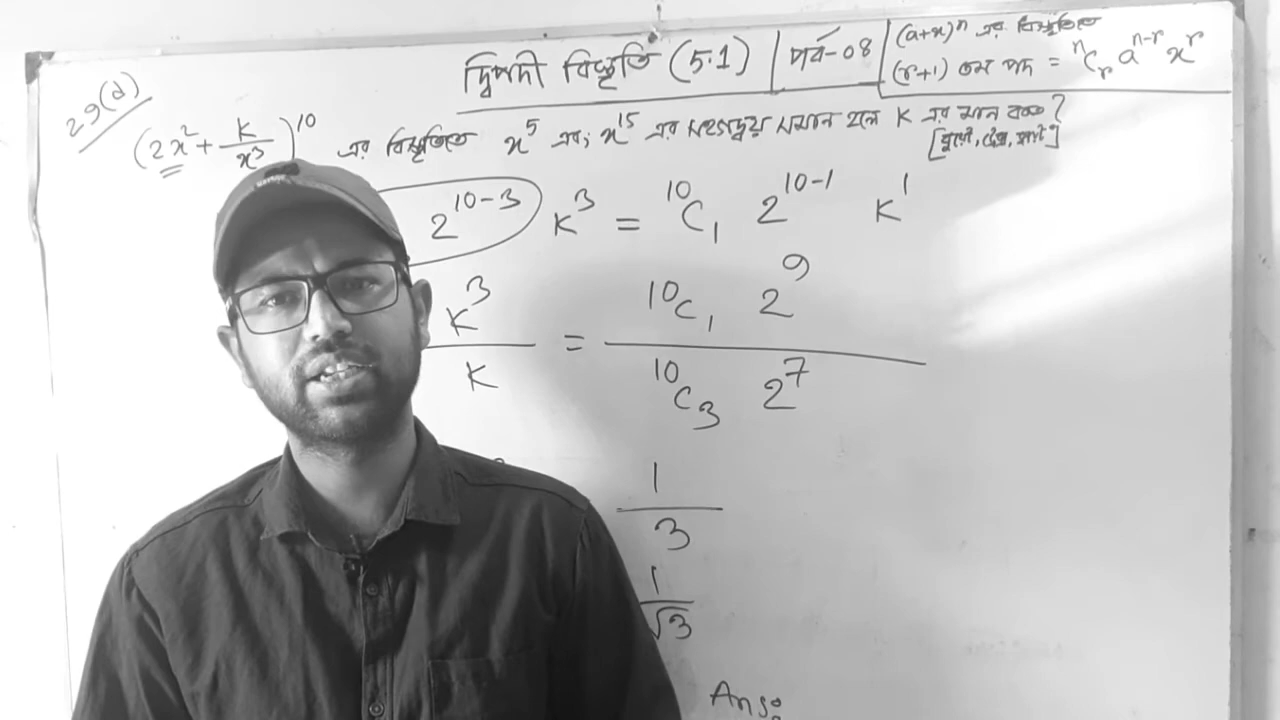 দ্বিপদী বিস্তৃতি (5.1) | পর্ব-08
(a+x)ⁿ এর বিস্তৃতিতে
(r+1) তম পদ = ⁿCᵣ aⁿ⁻ʳ xʳ
29(d)
(2x² + K/x³)¹⁰ এর বিস্তৃতিতে x⁵ এবং x¹⁵ এর সহগদ্বয় সমান হলে K এর মান কত?
2¹⁰⁻³ K³ = ¹⁰C₁ 2¹⁰⁻¹ K¹
K³/K = ¹⁰C₁ 2⁹ / ¹⁰C₃ 2⁷
1/3
1/√3
Ans: